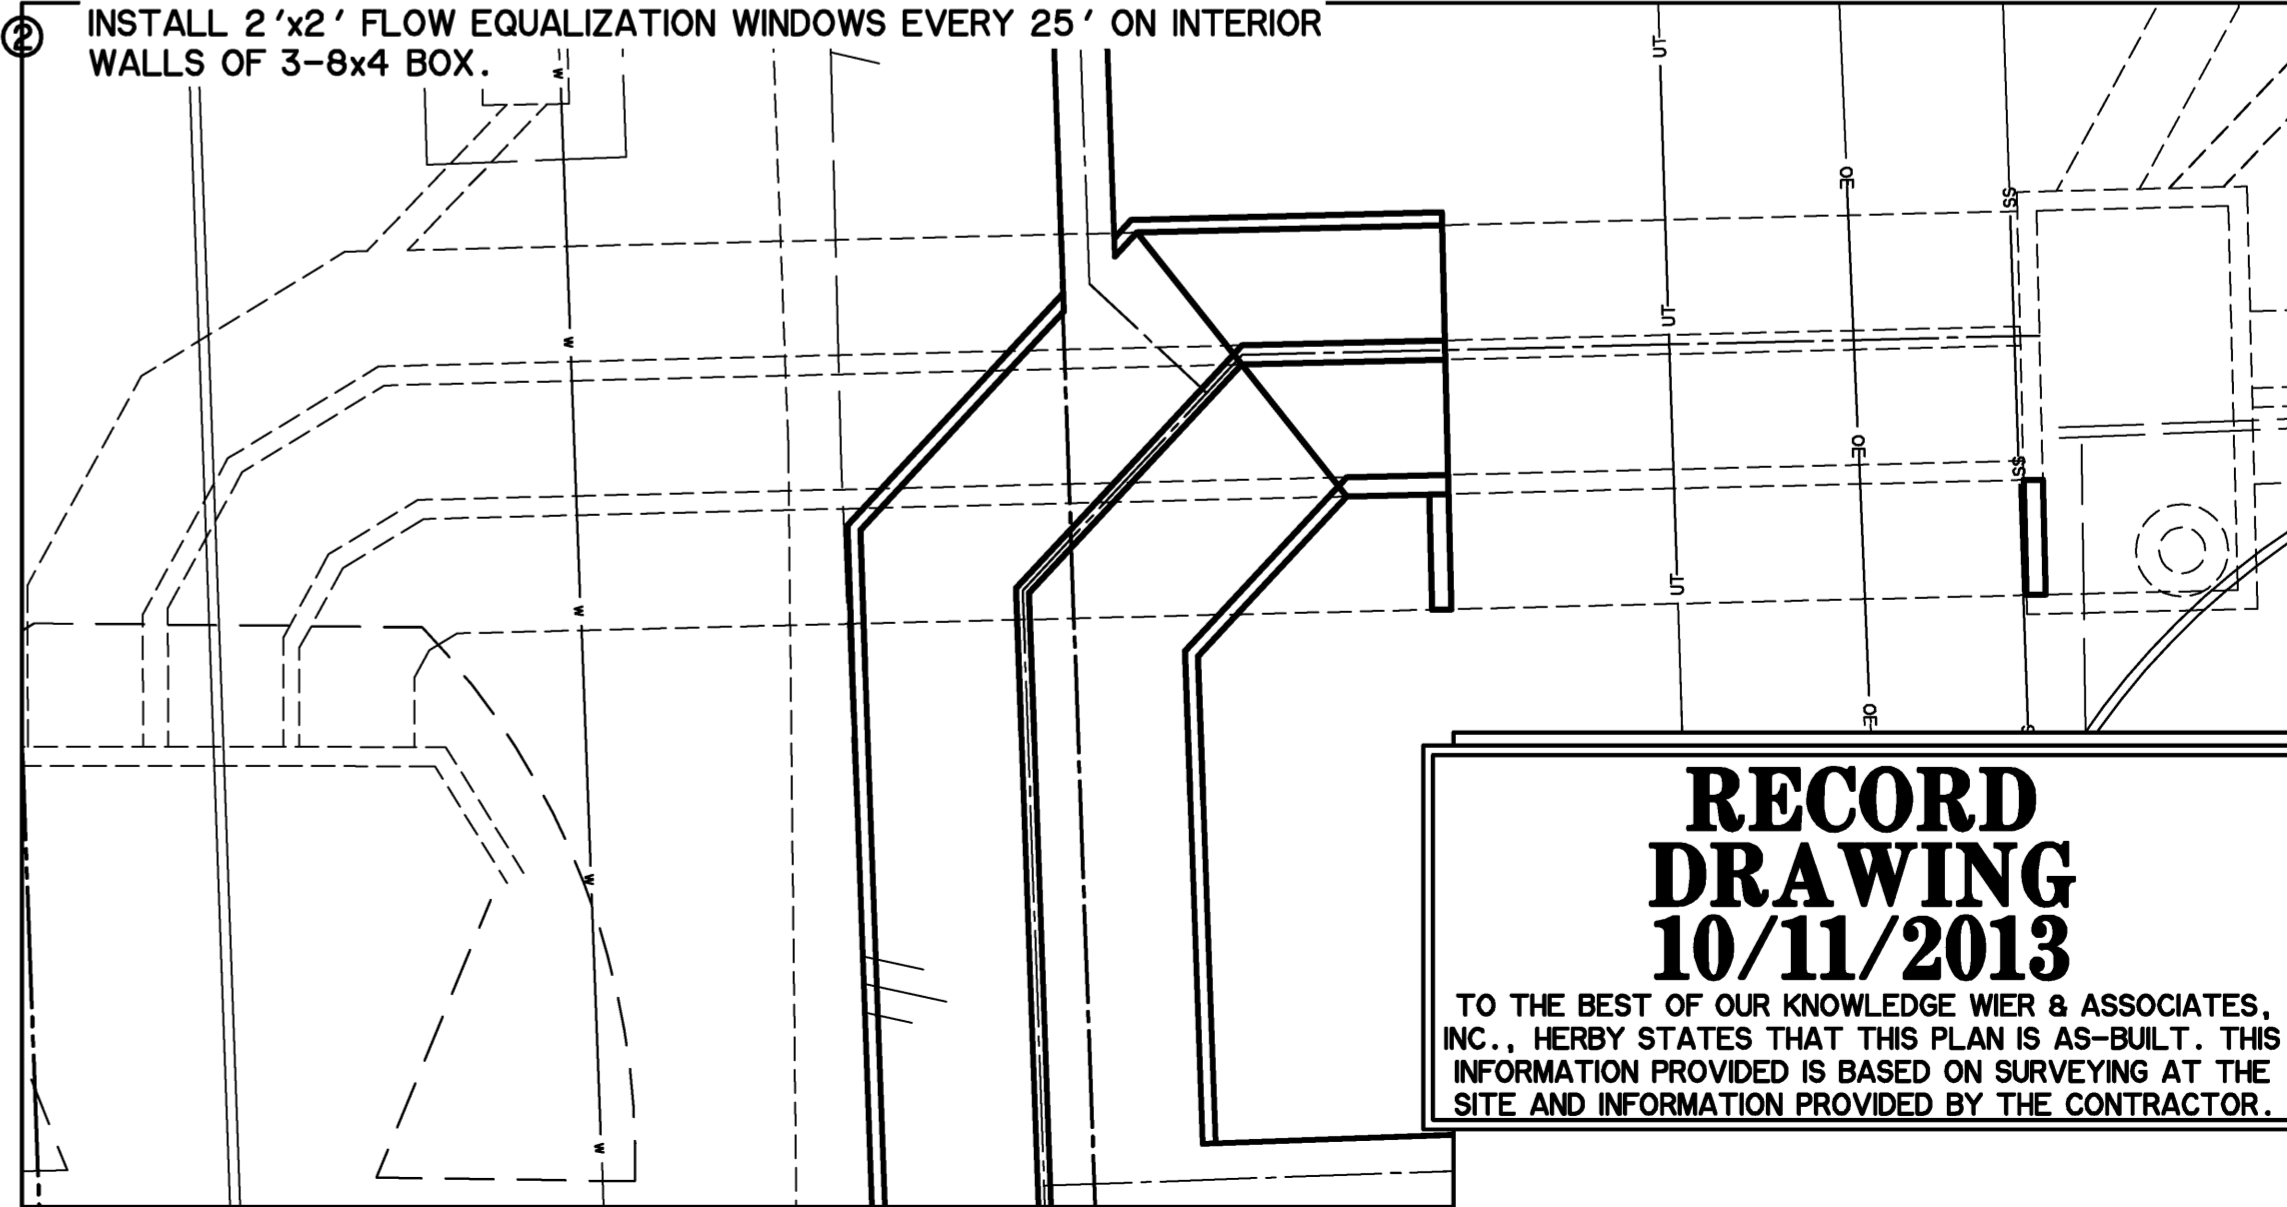 ② INSTALL 2'x2' FLOW EQUALIZATION WINDOWS EVERY 25' ON INTERIOR
WALLS OF 3-8x4 BOX.
W
UT
OE
SS
W
UT
OE
SS
W
UT
OE
S
W
W
RECORD
DRAWING
10/11/2013
TO THE BEST OF OUR KNOWLEDGE WIER & ASSOCIATES,
INC., HERBY STATES THAT THIS PLAN IS AS-BUILT. THIS
INFORMATION PROVIDED IS BASED ON SURVEYING AT THE
SITE AND INFORMATION PROVIDED BY THE CONTRACTOR.